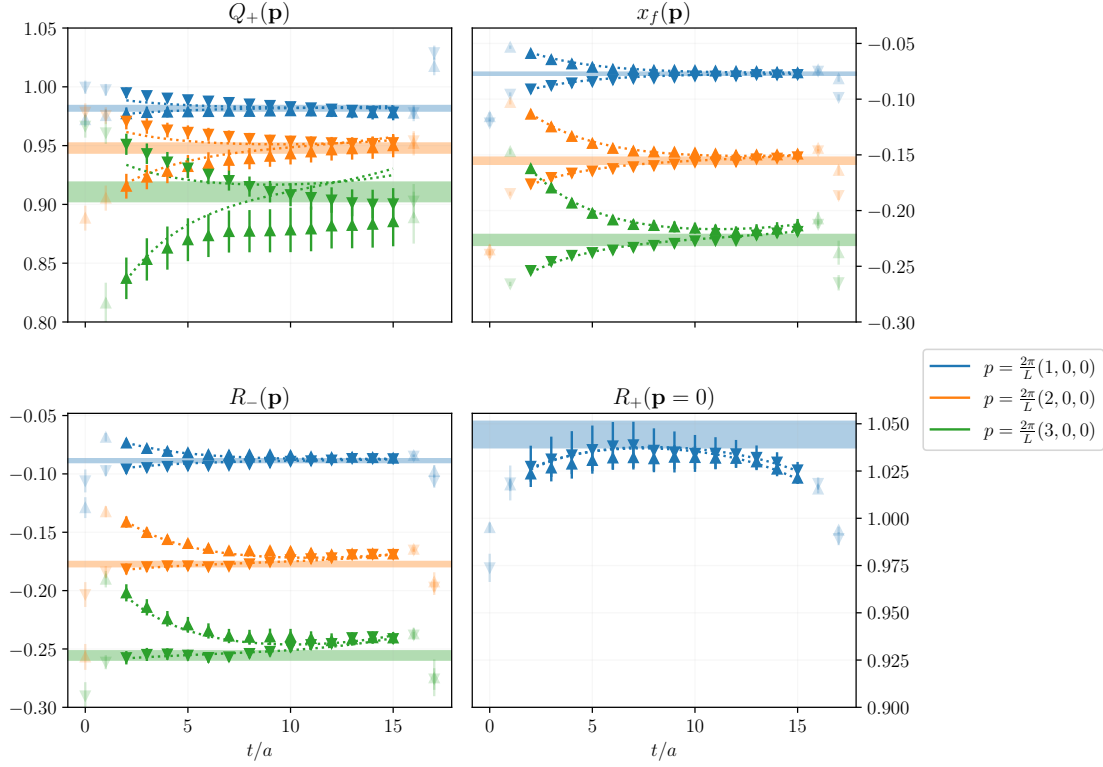 Q₊(𝐩)
x_f(𝐩)
1.05
1.00
0.95
0.90
0.85
0.80
−0.05
−0.10
−0.15
−0.20
−0.25
−0.30
p = 2π/L (1, 0, 0)
p = 2π/L (2, 0, 0)
p = 2π/L (3, 0, 0)
R₋(𝐩)
R₊(𝐩 = 0)
−0.05
−0.10
−0.15
−0.20
−0.25
−0.30
1.050
1.025
1.000
0.975
0.950
0.925
0.900
0 5 10 15
0 5 10 15
t/a
t/a